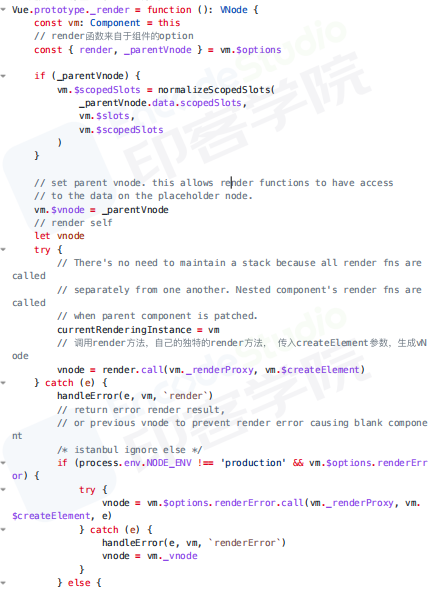 Vue.prototype._render = function (): VNode {
const vm: Component = this
// render函数来自于组件的option
const { render, _parentVnode } = vm.$options
if (_parentVnode) {
vm.$scopedSlots = normalizeScopedSlots(
_parentVnode.data.scopedSlots,
vm.$slots,
vm.$scopedSlots
)
}
// set parent vnode. this allows render functions to have access
// to the data on the placeholder node.
vm.$vnode = _parentVnode
// render self
let vnode
try {
// There's no need to maintain a stack because all render fns are
called
// separately from one another. Nested component's render fns are
called
// when parent component is patched.
currentRenderingInstance = vm
// 调用render方法，自己的独特的render方法， 传入createElement参数，生成vN
ode
vnode = render.call(vm._renderProxy, vm.$createElement)
} catch (e) {
handleError(e, vm, `render`)
// return error render result,
// or previous vnode to prevent render error causing blank compone
nt
/* istanbul ignore else */
if (process.env.NODE_ENV !== 'production' && vm.$options.renderErr
or) {
try {
vnode = vm.$options.renderError.call(vm._renderProxy, vm.
$createElement, e)
} catch (e) {
handleError(e, vm, `renderError`)
vnode = vm._vnode
}
} else {
印客学院
印客学院